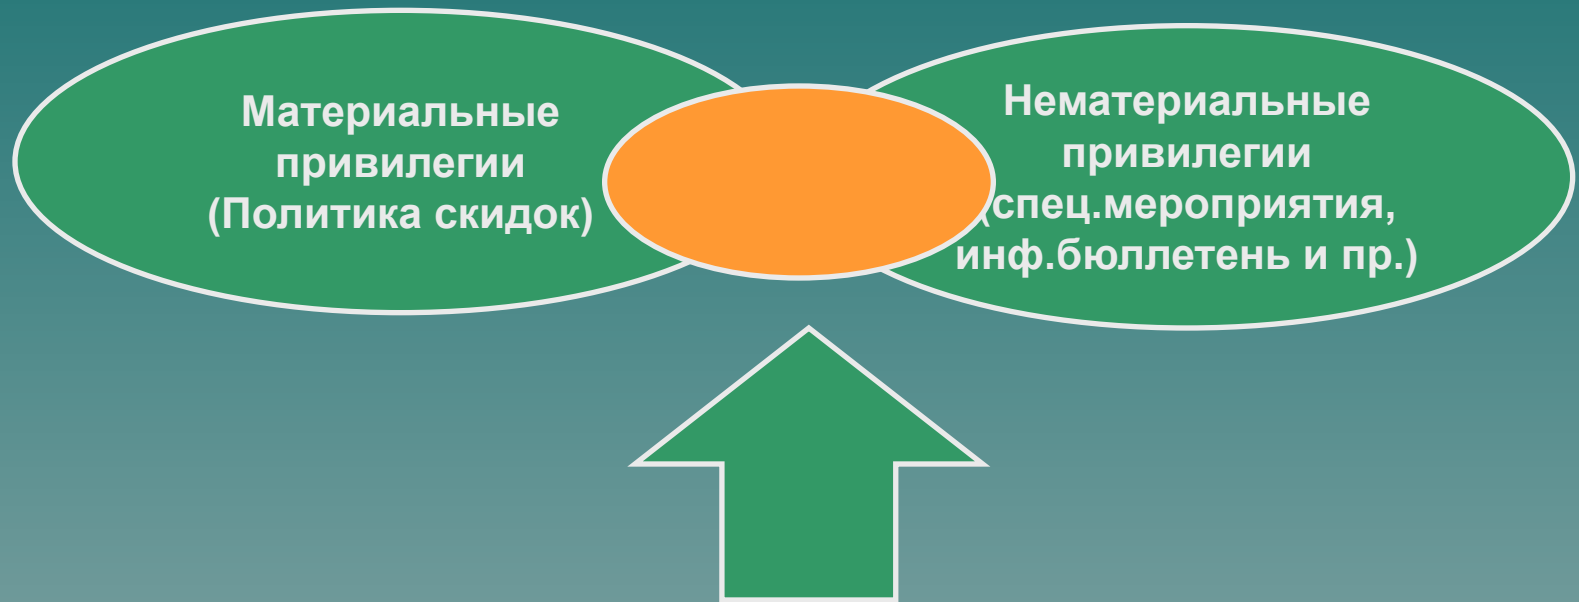 Материальные
привилегии
(Политика скидок)
Нематериальные
привилегии
(спец.мероприятия,
инф.бюллетень и пр.)